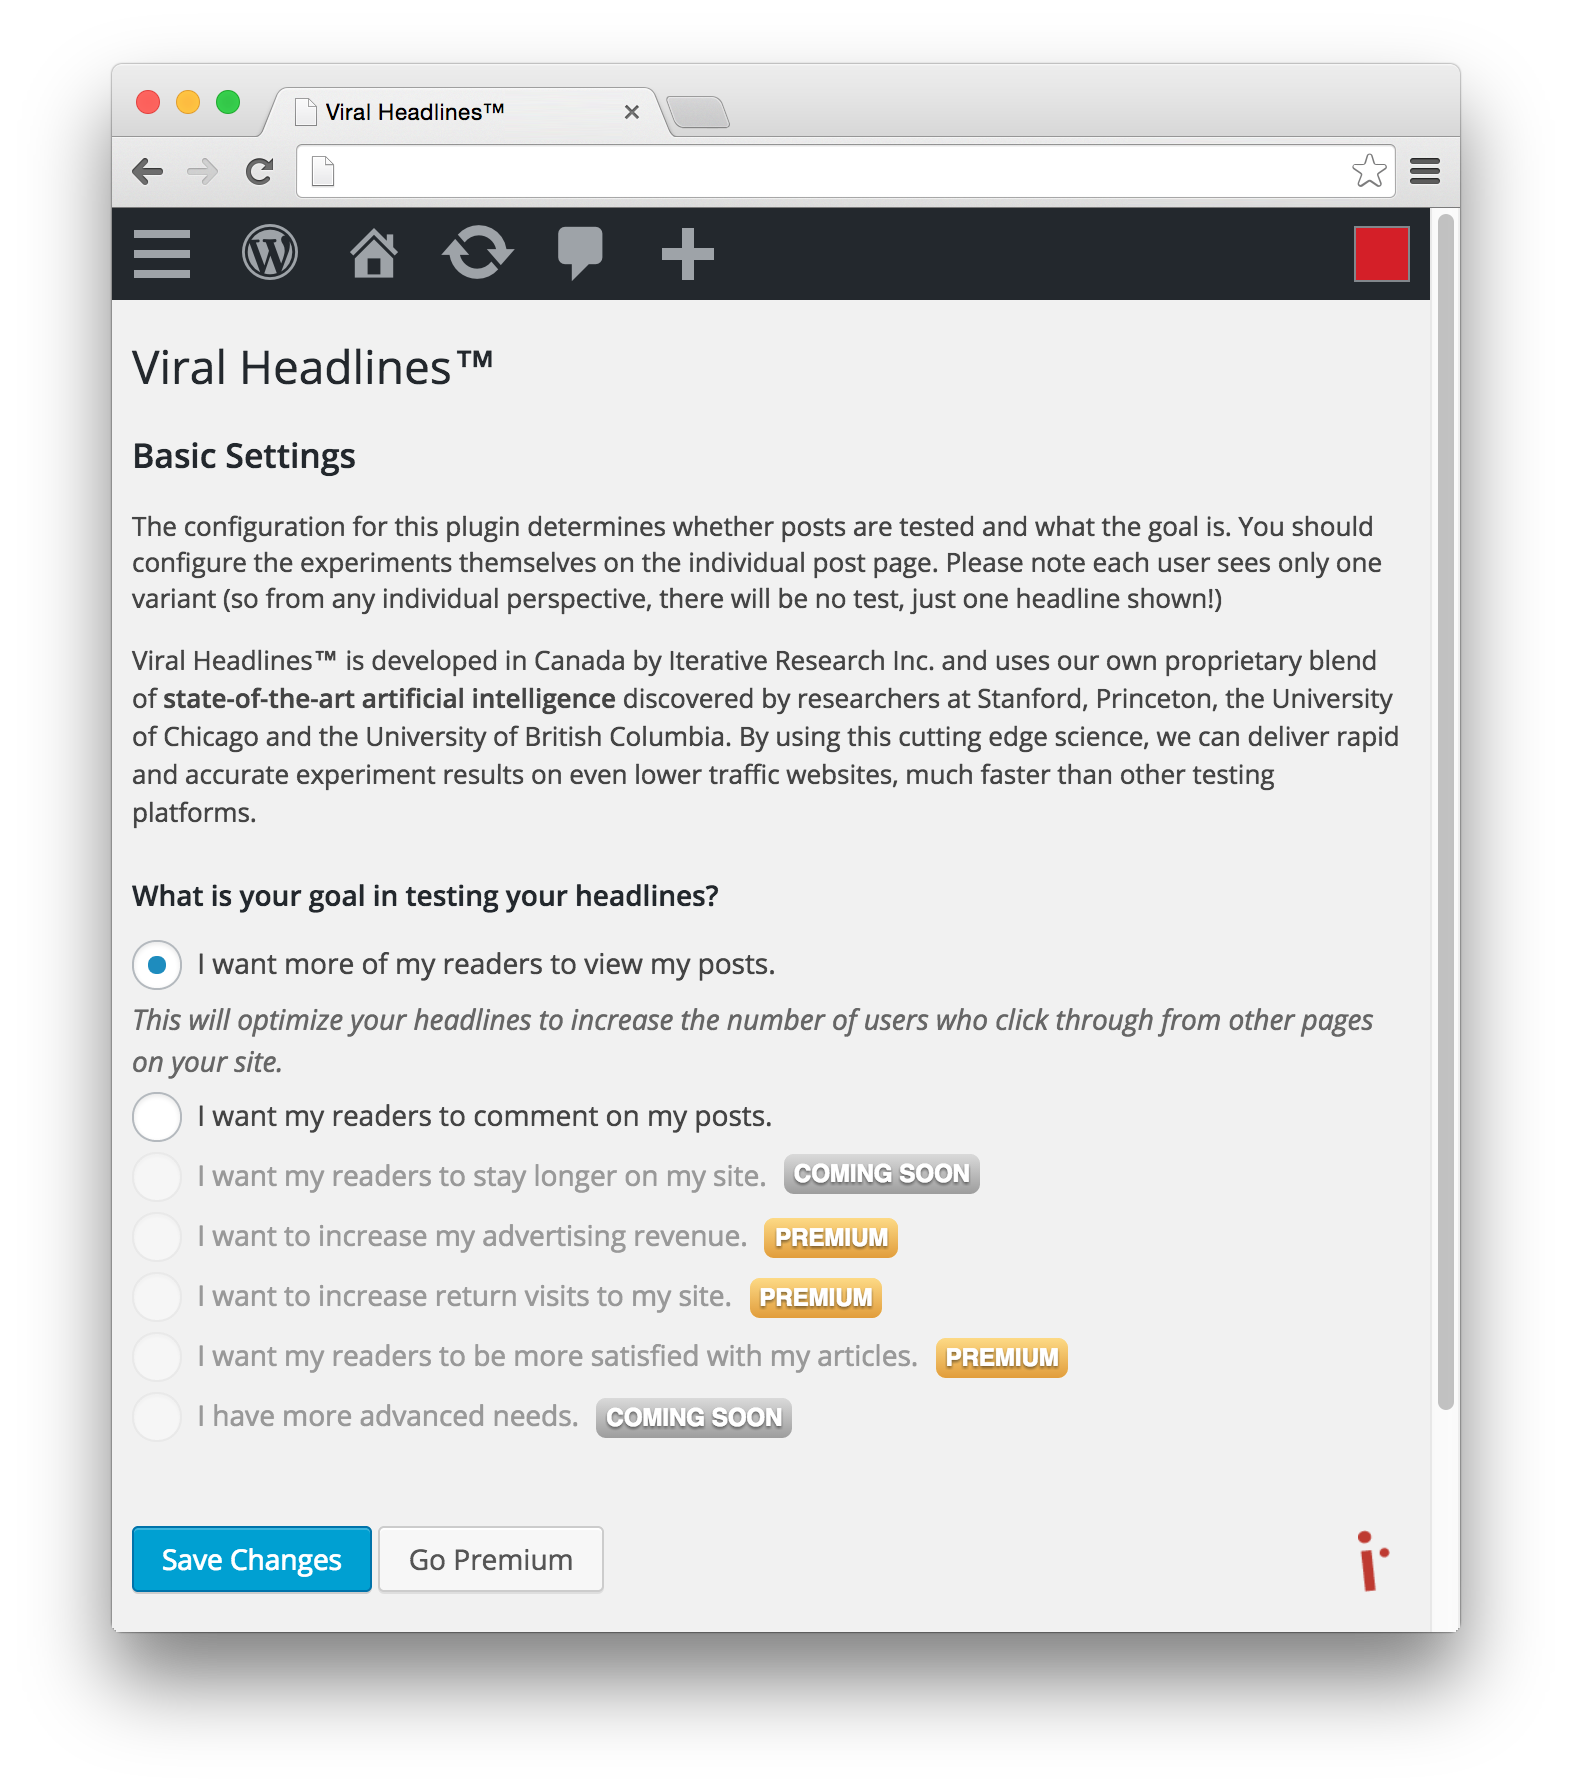 Viral Headlines™
Viral Headlines™
Basic Settings
The configuration for this plugin determines whether posts are tested and what the goal is. You should
configure the experiments themselves on the individual post page. Please note each user sees only one
variant (so from any individual perspective, there will be no test, just one headline shown!)
Viral Headlines™ is developed in Canada by Iterative Research Inc. and uses our own proprietary blend
of state-of-the-art artificial intelligence discovered by researchers at Stanford, Princeton, the University
of Chicago and the University of British Columbia. By using this cutting edge science, we can deliver rapid
and accurate experiment results on even lower traffic websites, much faster than other testing
platforms.
What is your goal in testing your headlines?
I want more of my readers to view my posts.
This will optimize your headlines to increase the number of users who click through from other pages
on your site.
I want my readers to comment on my posts.
I want my readers to stay longer on my site. COMING SOON
I want to increase my advertising revenue. PREMIUM
I want to increase return visits to my site. PREMIUM
I want my readers to be more satisfied with my articles. PREMIUM
I have more advanced needs. COMING SOON
Save Changes Go Premium ir